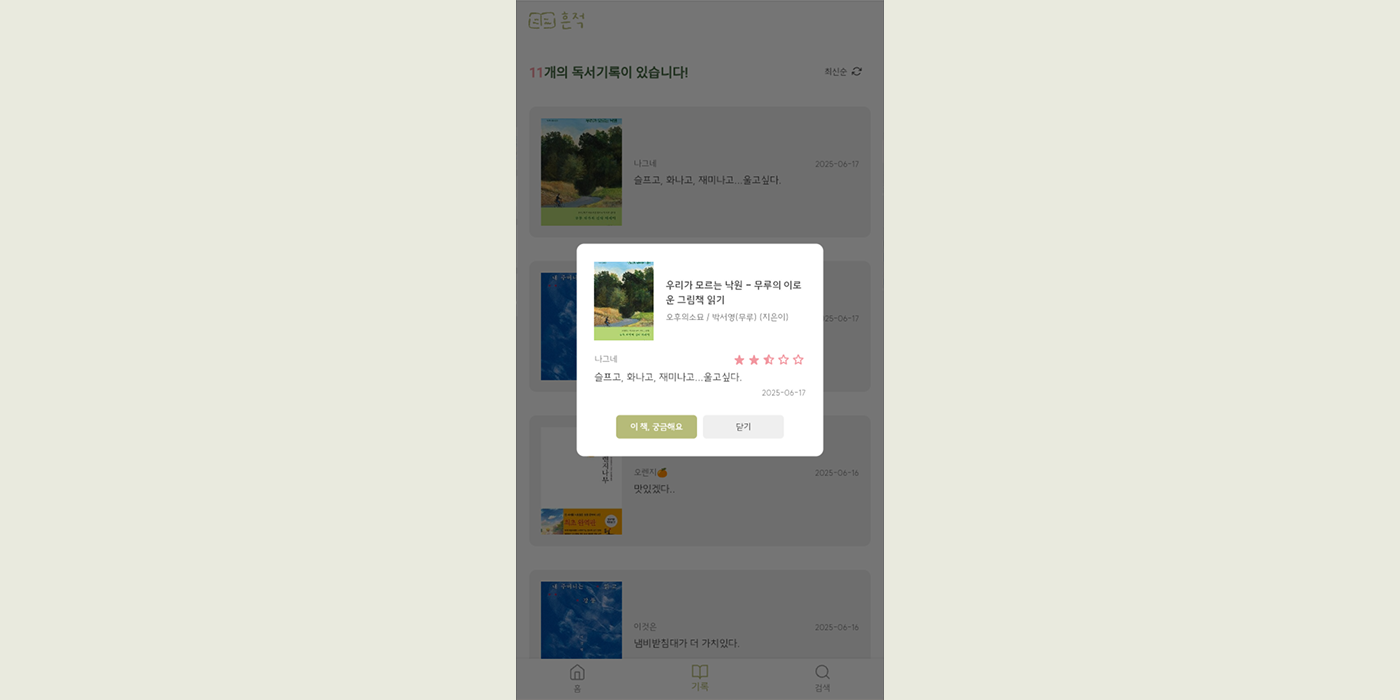 흔적
11개의 독서기록이 있습니다!
최신순
나그네
2025-06-17
슬프고, 화나고, 재미나고...울고싶다.
우리가 모르는 낙원 - 무루의 이로
운 그림책 읽기
오후의소묘 / 박서영(무루) (지은이)
나그네
슬프고, 화나고, 재미나고...울고싶다.
2025-06-17
이 책, 궁금해요
닫기
25-06-17
오렌지🍊
2025-06-16
맛있겠다..
이것은
2025-06-16
냄비받침대가 더 가치있다.
홈
기록
검색